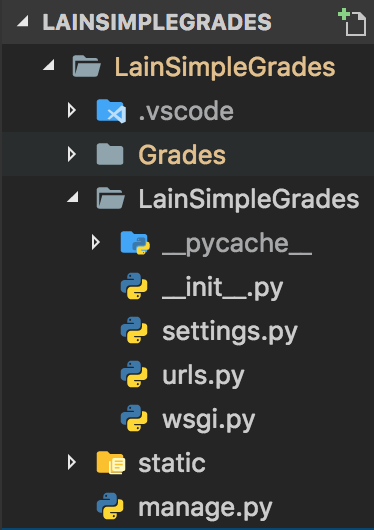 LAINSIMPLEGRADES
LainSimpleGrades
.vscode
Grades
LainSimpleGrades
__pycache__
__init__.py
settings.py
urls.py
wsgi.py
static
manage.py